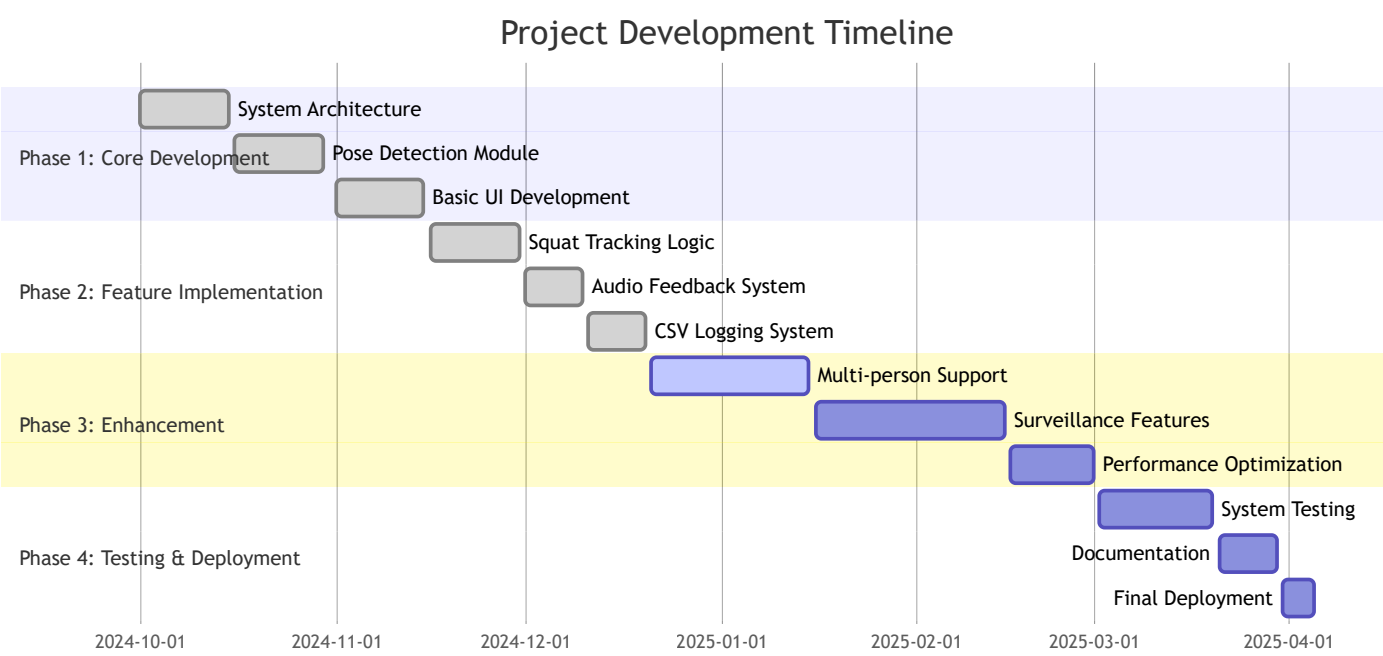 Project Development Timeline
System Architecture
Phase 1: Core Development
Pose Detection Module
Basic UI Development
Squat Tracking Logic
Phase 2: Feature Implementation
Audio Feedback System
CSV Logging System
Multi-person Support
Phase 3: Enhancement
Surveillance Features
Performance Optimization
System Testing
Phase 4: Testing & Deployment
Documentation
Final Deployment
2024-10-01
2024-11-01
2024-12-01
2025-01-01
2025-02-01
2025-03-01
2025-04-01